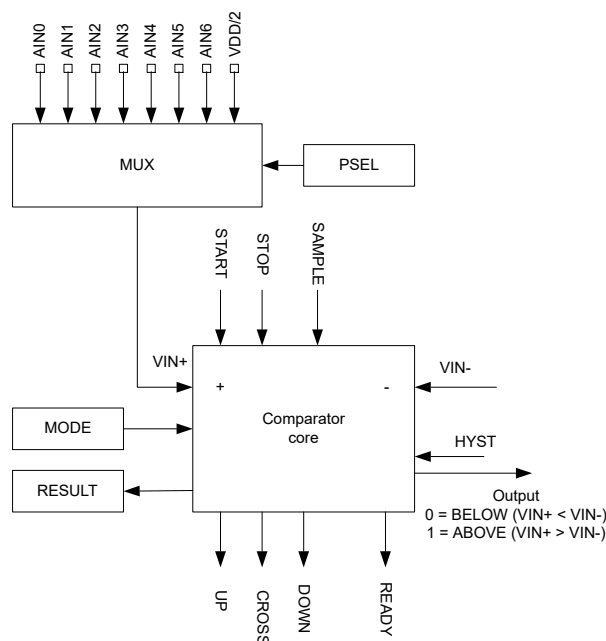 AIN0
AIN1
AIN2
AIN3
AIN4
AIN5
AIN6
VDD/2
MUX
PSEL
START
STOP
SAMPLE
VIN+
VIN-
+
-
Comparator
core
MODE
HYST
RESULT
Output
0 = BELOW (VIN+ < VIN-)
1 = ABOVE (VIN+ > VIN-)
UP
CROSS
DOWN
READY